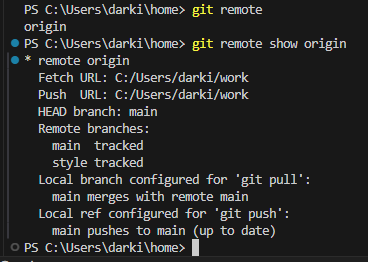 PS C:\Users\darki\home> git remote
origin
PS C:\Users\darki\home> git remote show origin
* remote origin
  Fetch URL: C:/Users/darki/work
  Push  URL: C:/Users/darki/work
  HEAD branch: main
  Remote branches:
    main  tracked
    style tracked
  Local branch configured for 'git pull':
    main merges with remote main
  Local ref configured for 'git push':
    main pushes to main (up to date)
PS C:\Users\darki\home>